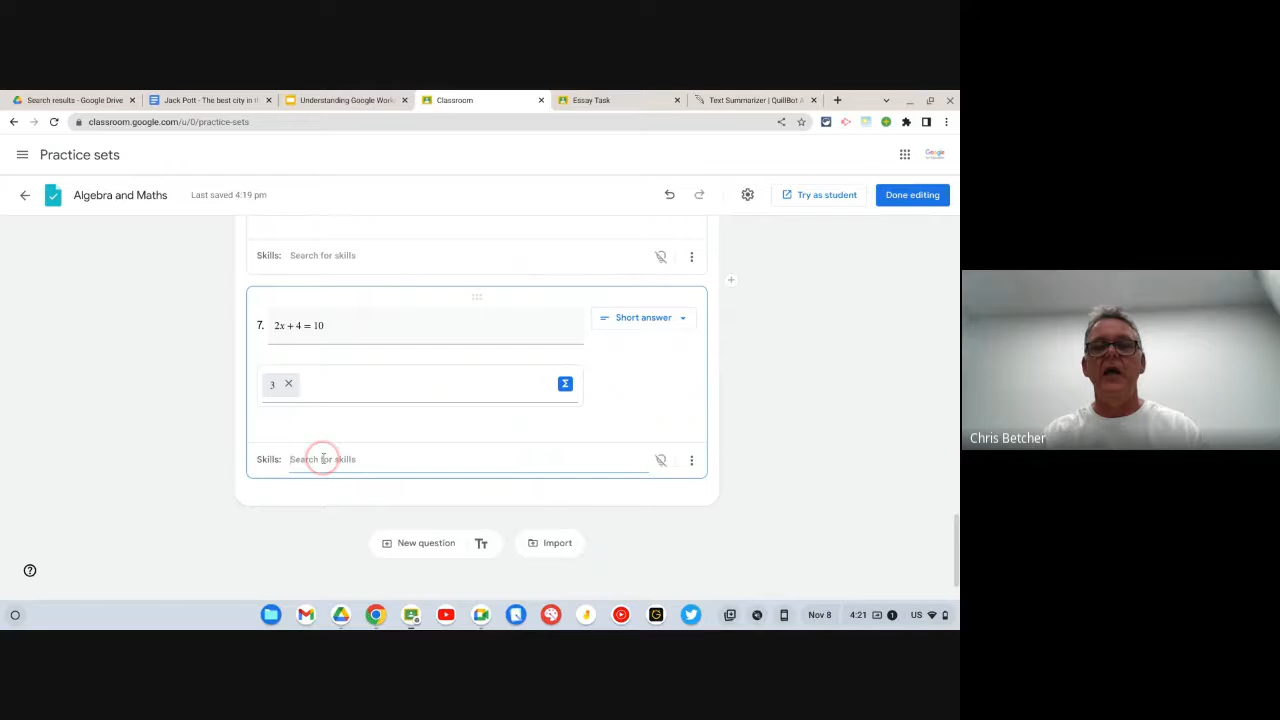 Search results - Google Drive
Jack Pott - The best city in t
Understanding Google Work
Classroom
Essay Task
Text Summarizer | QuillBot A
classroom.google.com/u/0/practice-sets
Practice sets
Algebra and Maths
Last saved 4:19 pm
Try as student
Done editing
Skills: Search for skills
7. 2x + 4 = 10
Short answer
3
Σ
Skills: Search for skills
New question
Tт
Import
Nov 8
4:21
US
Chris Betcher